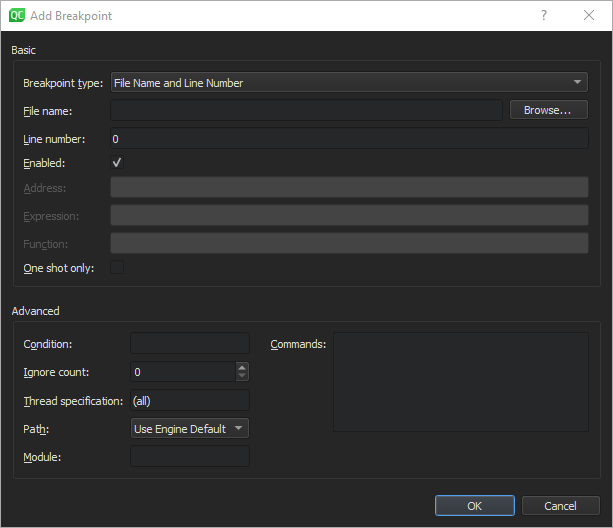 QC Add Breakpoint ?
Basic
Breakpoint type: File Name and Line Number
File name: Browse...
Line number: 0
Enabled:
Address:
Expression:
Function:
One shot only:
Advanced
Condition: Commands:
Ignore count: 0
Thread specification: (all)
Path: Use Engine Default
Module:
OK Cancel